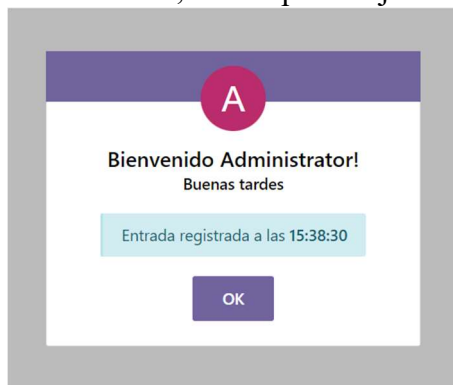 A
Bienvenido Administrator!
Buenas tardes
Entrada registrada a las 15:38:30
OK